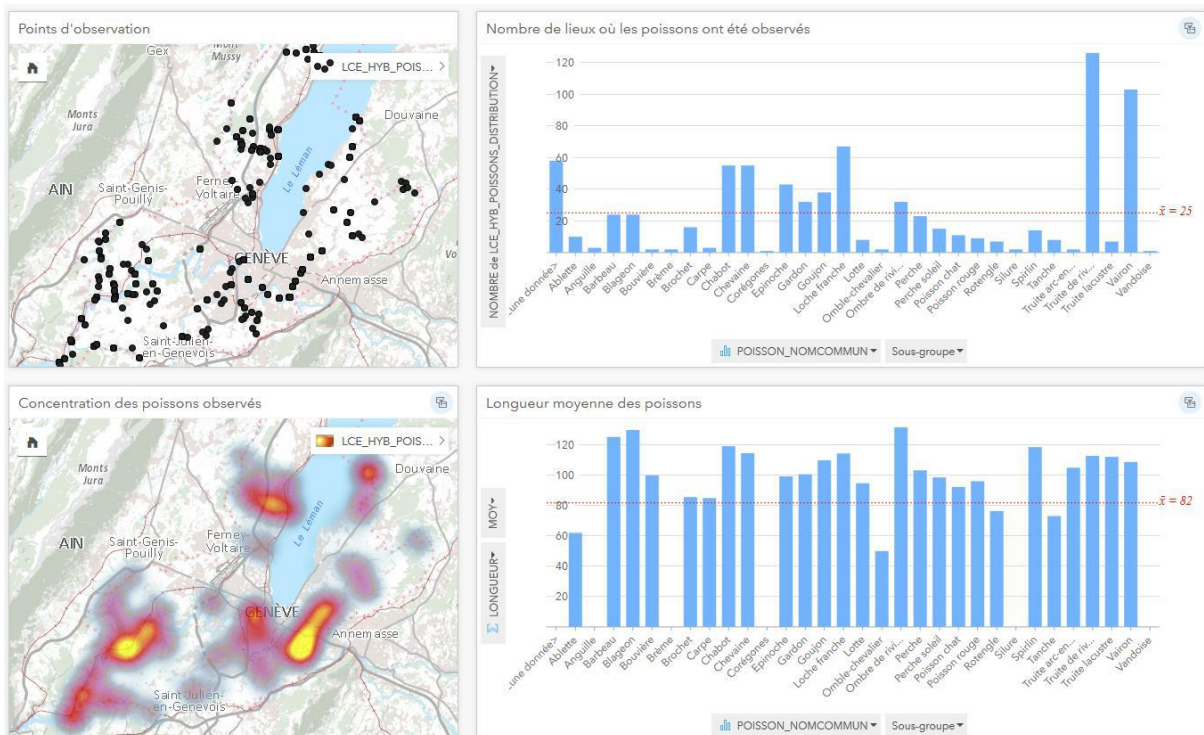 Points d'observation
LCE_HYB_POIS...
Gex
Mont
Mussy
Monts
Jura
Douvaine
AIN
Saint-Genis-
Pouilly
Ferney-
Voltaire
Le Léman
GENÈVE
Annemasse
Saint-Julien-
en-Genevois
Nombre de lieux où les poissons ont été observés
NOMBRE de LCE_HYB_POISSONS_DISTRIBUTION
120
100
80
60
40
20
x̄ = 25
...une donnée>
Ablette
Anguille
Barbeau
Blageon
Bouvière
Brème
Brochet
Carpe
Chabot
Chevaine
Corégones
Epinoche
Gardon
Goujon
Loche franche
Lotte
Omble-chevalier
Ombre de rivi...
Perche
Perche soleil
Poisson chat
Poisson rouge
Rotengle
Silure
Spirlin
Tanche
Truite arc-en...
Truite de riv...
Truite lacustre
Vairon
Vandoise
POISSON_NOMCOMMUN
Sous-groupe
Concentration des poissons observés
LCE_HYB_POIS...
Monts
Jura
Douvaine
AIN
Saint-Genis-
Pouilly
Ferney-
Voltaire
Le Léman
GENÈVE
Annemasse
Saint-Julien-
en-Genevois
Longueur moyenne des poissons
MOY
Σ LONGUEUR
120
100
80
60
40
20
x̄ = 82
...une donnée>
Ablette
Anguille
Barbeau
Blageon
Bouvière
Brème
Brochet
Carpe
Chabot
Chevaine
Corégones
Epinoche
Gardon
Goujon
Loche franche
Lotte
Omble-chevalier
Ombre de rivi...
Perche
Perche soleil
Poisson chat
Poisson rouge
Rotengle
Silure
Spirlin
Tanche
Truite arc-en...
Truite de riv...
Truite lacustre
Vairon
Vandoise
POISSON_NOMCOMMUN
Sous-groupe